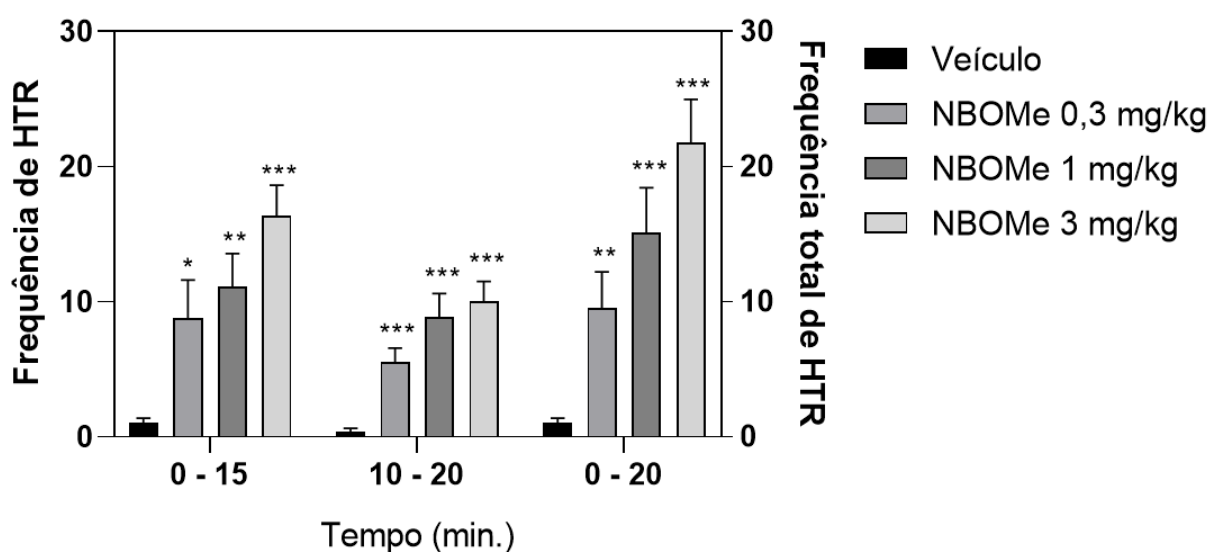 30
20
10
0
Frequência de HTR
*
**
***
***
***
***
**
***
***
30
20
10
0
Frequência total de HTR
0 - 15
10 - 20
0 - 20
Tempo (min.)
Veículo
NBOMe 0,3 mg/kg
NBOMe 1 mg/kg
NBOMe 3 mg/kg